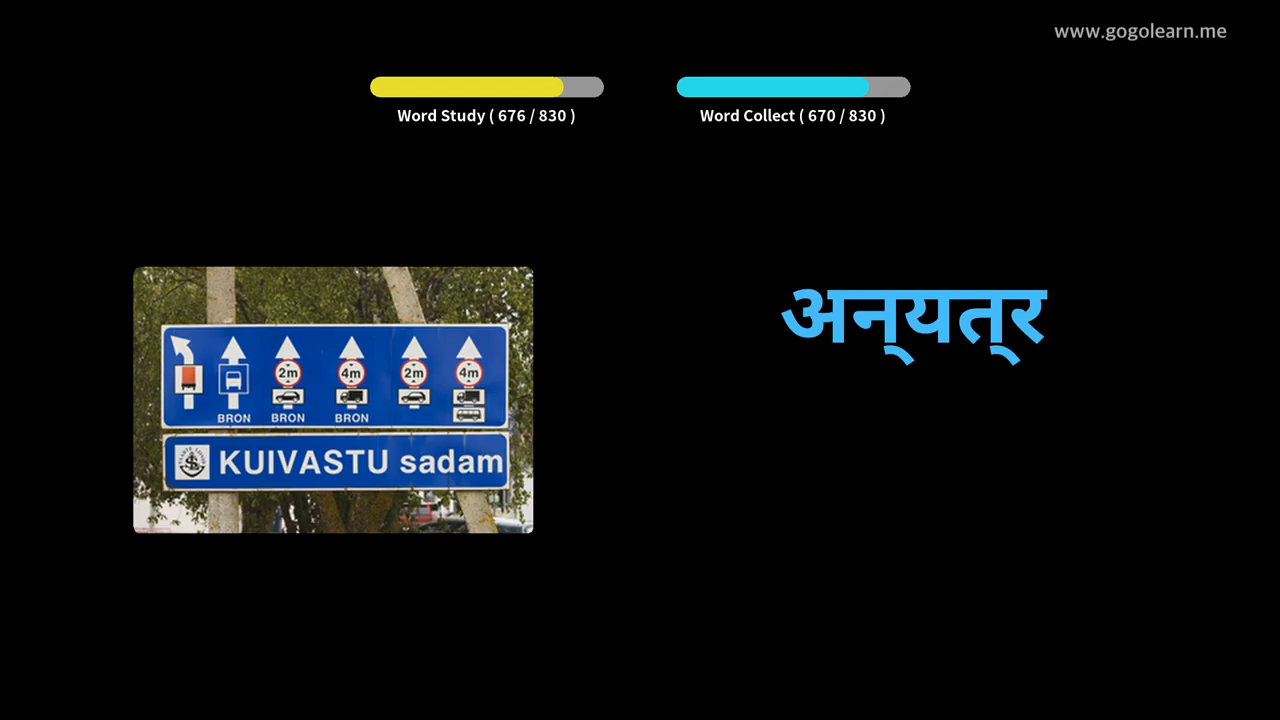 www.gogolearn.me
Word Study ( 676 / 830 )
Word Collect ( 670 / 830 )
अन्‌यत्‌र
2m 4m 2m 4m
BRON BRON BRON
KUIVASTU sadam